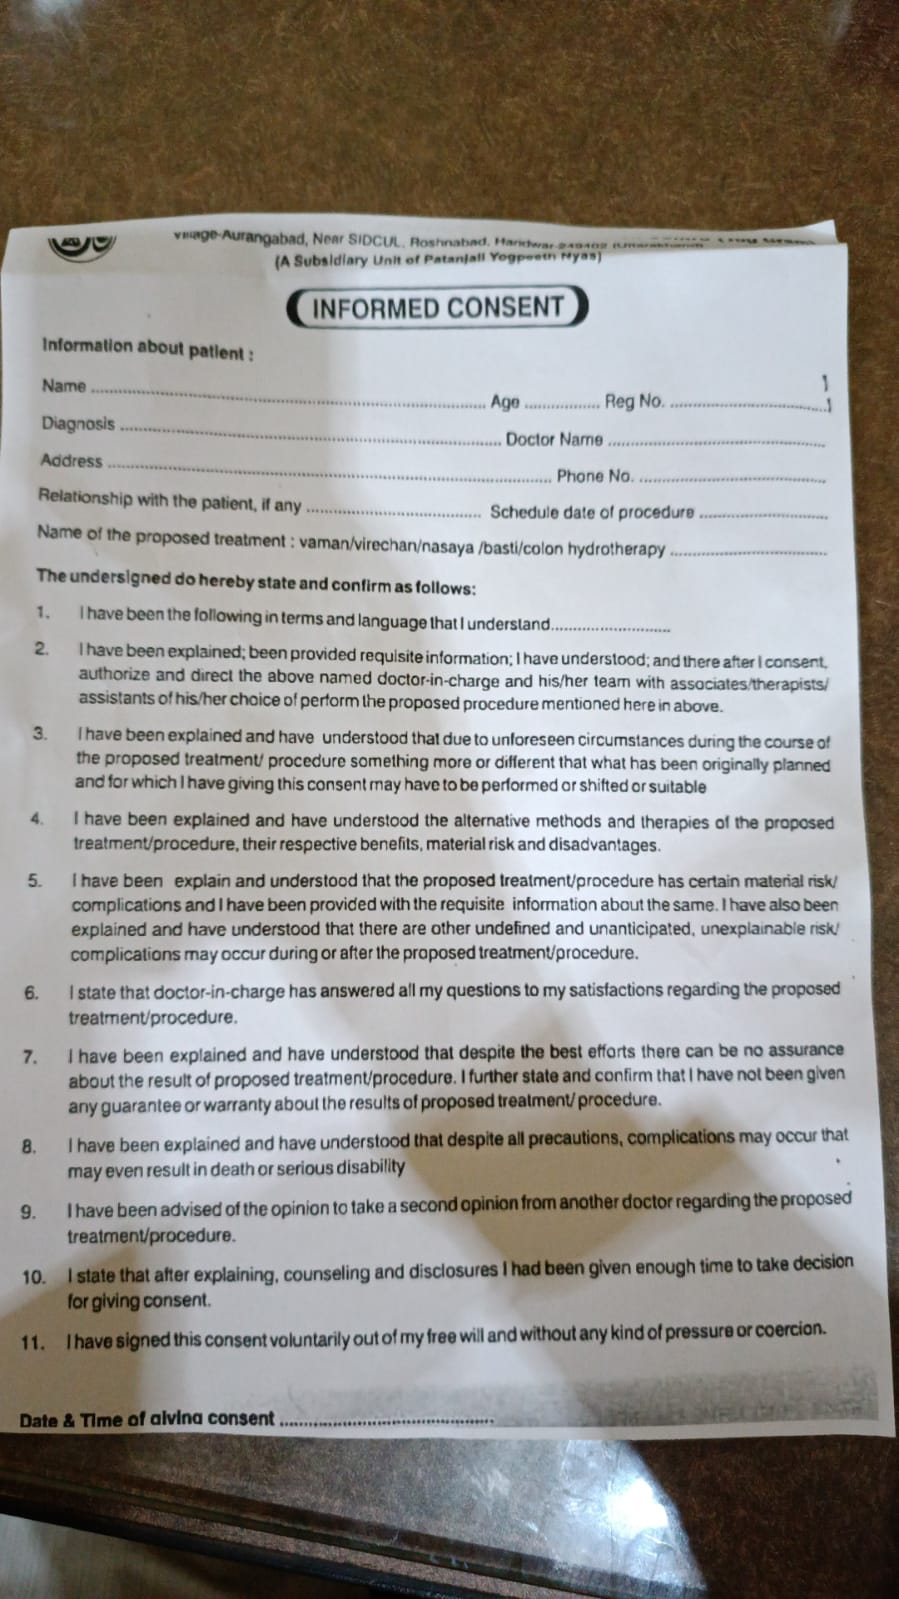 Village-Aurangabad, Near SIDCUL, Roshnabad, Haridwar-249402 (Uttarakhand)
(A Subsidiary Unit of Patanjali Yogpeeth Nyas)
INFORMED CONSENT
Information about patient :
Name ........ Age ........ Reg No. ........
Diagnosis ........ Doctor Name ........
Address ........ Phone No. ........
Relationship with the patient, if any ........ Schedule date of procedure ........
Name of the proposed treatment : vaman/virechan/nasaya /basti/colon hydrotherapy ........
The undersigned do hereby state and confirm as follows:
1. I have been the following in terms and language that I understand........
2. I have been explained; been provided requisite information; I have understood; and there after I consent,
authorize and direct the above named doctor-in-charge and his/her team with associates/therapists/
assistants of his/her choice of perform the proposed procedure mentioned here in above.
3. I have been explained and have understood that due to unforeseen circumstances during the course of
the proposed treatment/ procedure something more or different that what has been originally planned
and for which I have giving this consent may have to be performed or shifted or suitable
4. I have been explained and have understood the alternative methods and therapies of the proposed
treatment/procedure, their respective benefits, material risk and disadvantages.
5. I have been explain and understood that the proposed treatment/procedure has certain material risk/
complications and I have been provided with the requisite information about the same. I have also been
explained and have understood that there are other undefined and unanticipated, unexplainable risk/
complications may occur during or after the proposed treatment/procedure.
6. I state that doctor-in-charge has answered all my questions to my satisfactions regarding the proposed
treatment/procedure.
7. I have been explained and have understood that despite the best efforts there can be no assurance
about the result of proposed treatment/procedure. I further state and confirm that I have not been given
any guarantee or warranty about the results of proposed treatment/ procedure.
8. I have been explained and have understood that despite all precautions, complications may occur that
may even result in death or serious disability
9. I have been advised of the opinion to take a second opinion from another doctor regarding the proposed
treatment/procedure.
10. I state that after explaining, counseling and disclosures I had been given enough time to take decision
for giving consent.
11. I have signed this consent voluntarily out of my free will and without any kind of pressure or coercion.
Date & Time of giving consent ........